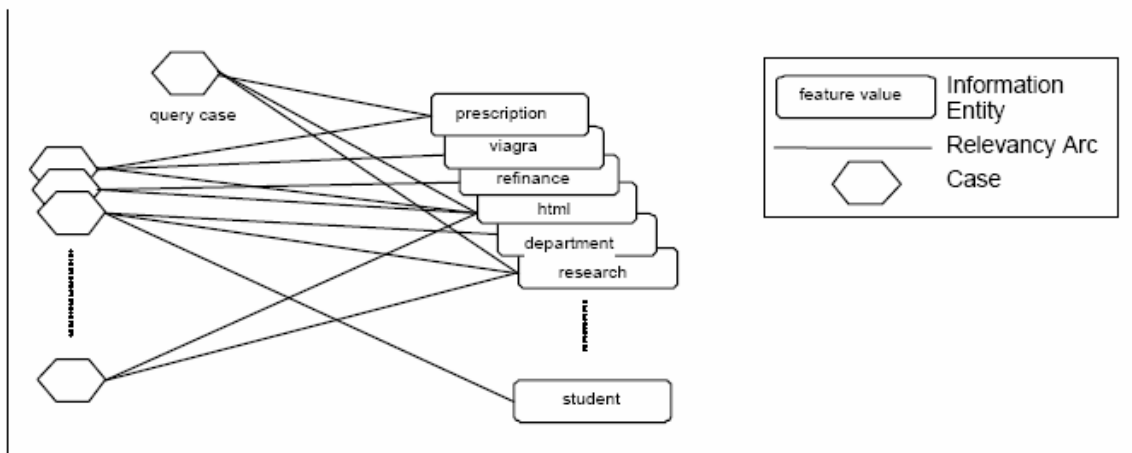 query case
prescription
viagra
refinance
html
department
research
student
feature value
Information
Entity
Relevancy Arc
Case